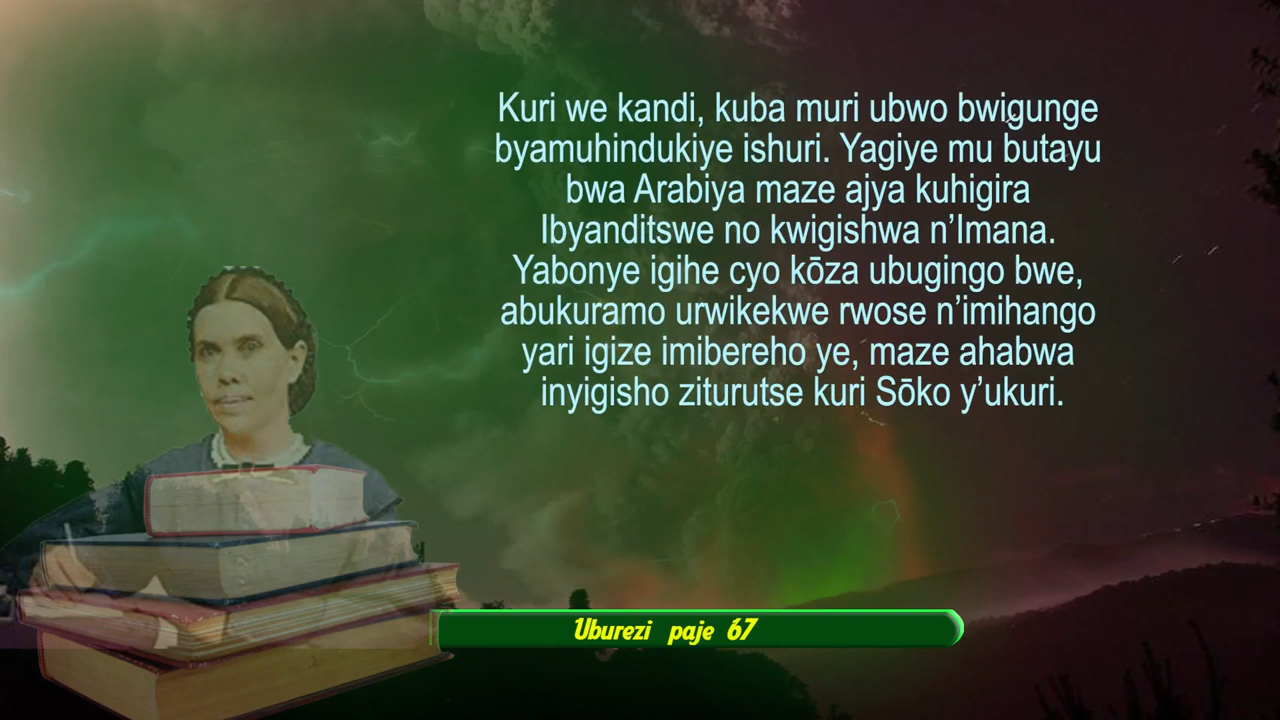 Kuri we kandi, kuba muri ubwo bwigunge
byamuhindukiye ishuri. Yagiye mu butayu
bwa Arabiya maze ajya kuhigira
Ibyanditswe no kwigishwa n’Imana.
Yabonye igihe cyo kōza ubugingo bwe,
abukuramo urwikekwe rwose n’imihango
yari igize imibereho ye, maze ahabwa
inyigisho ziturutse kuri Sōko y’ukuri.
Uburezi paje 67